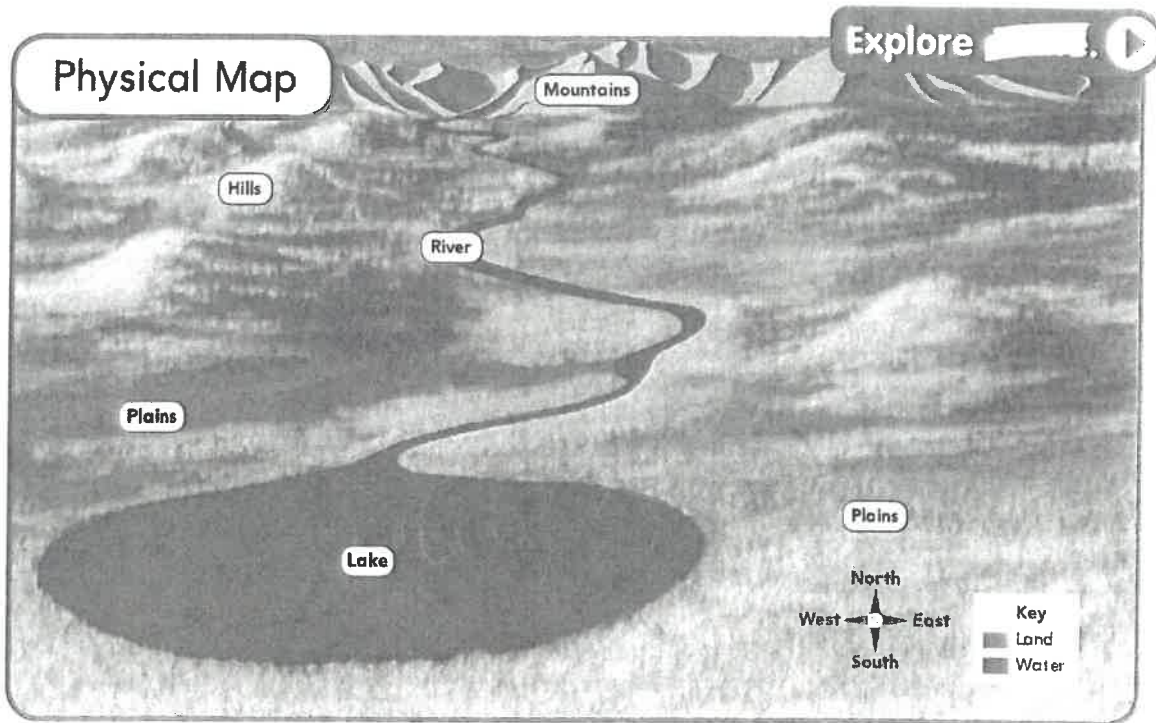 Physical Map
Explore
Mountains
Hills
River
Plains
Plains
Lake
North
West East
South
Key
Land
Water